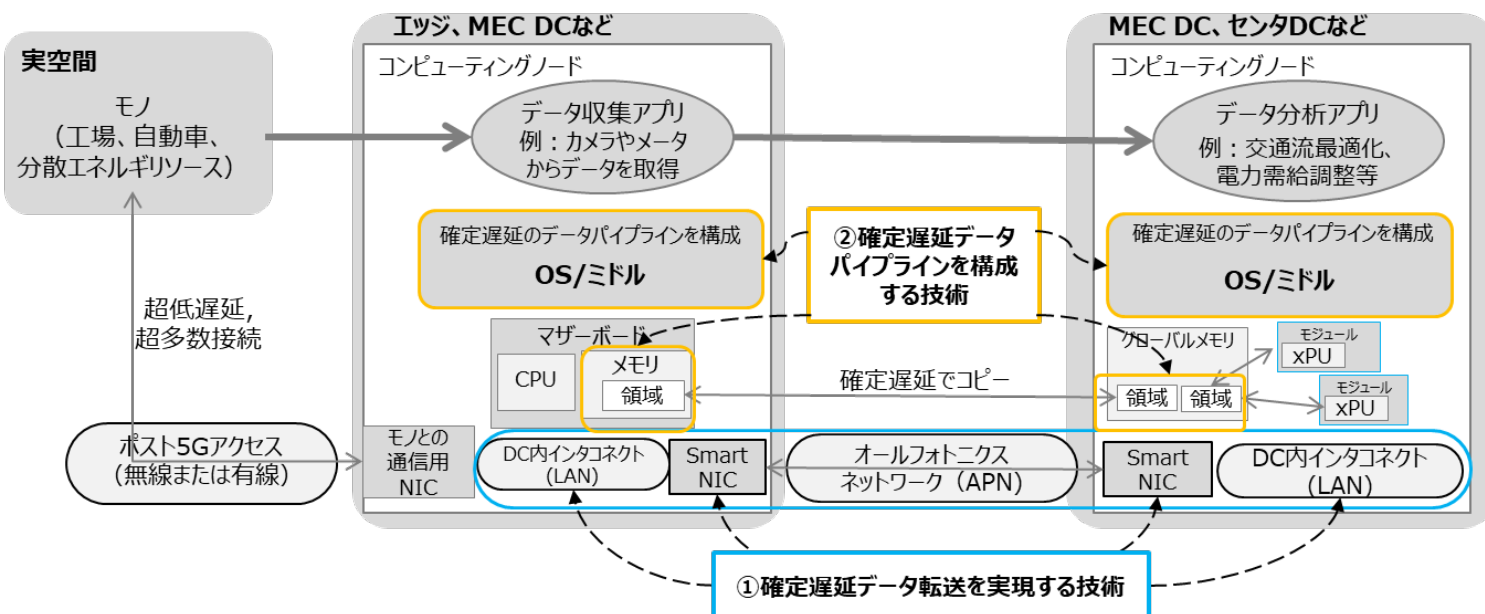 エッジ、MEC DCなど
MEC DC、センタDCなど
実空間
モノ
（工場、自動車、
分散エネルギリソース）
コンピューティングノード
データ収集アプリ
例：カメラやメータ
からデータを取得
コンピューティングノード
データ分析アプリ
例：交通流最適化、
電力需給調整等
確定遅延のデータパイプラインを構成
OS/ミドル
②確定遅延データ
パイプラインを構成
する技術
確定遅延のデータパイプラインを構成
OS/ミドル
超低遅延,
超多数接続
マザーボード
CPU
メモリ
領域
確定遅延でコピー
グローバルメモリ
領域
領域
モジュール
xPU
モジュール
xPU
ポスト5Gアクセス
(無線または有線)
モノとの
通信用
NIC
DC内インタコネクト
(LAN)
Smart
NIC
オールフォトニクス
ネットワーク（APN）
Smart
NIC
DC内インタコネクト
(LAN)
①確定遅延データ転送を実現する技術